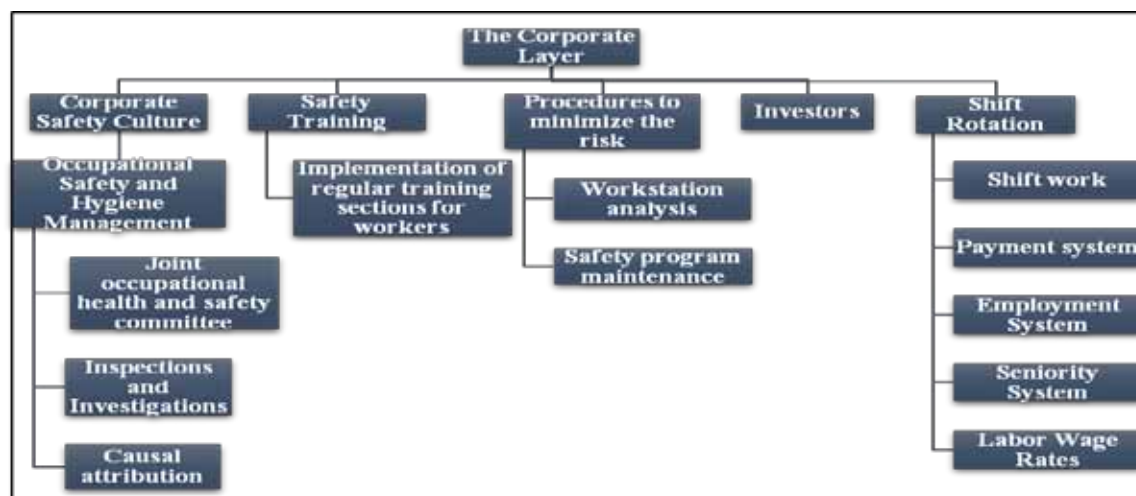 The Corporate
Layer
Corporate
Safety Culture
Safety
Training
Procedures to
minimize the
risk
Investors
Shift
Rotation
Occupational
Safety and
Hygiene
Management
Implementation of
regular training
sections for
workers
Workstation
analysis
Safety program
maintenance
Joint
occupational
health and safety
committee
Inspections
and
Investigations
Causal
attribution
Shift work
Payment system
Employment
System
Seniority
System
Labor Wage
Rates